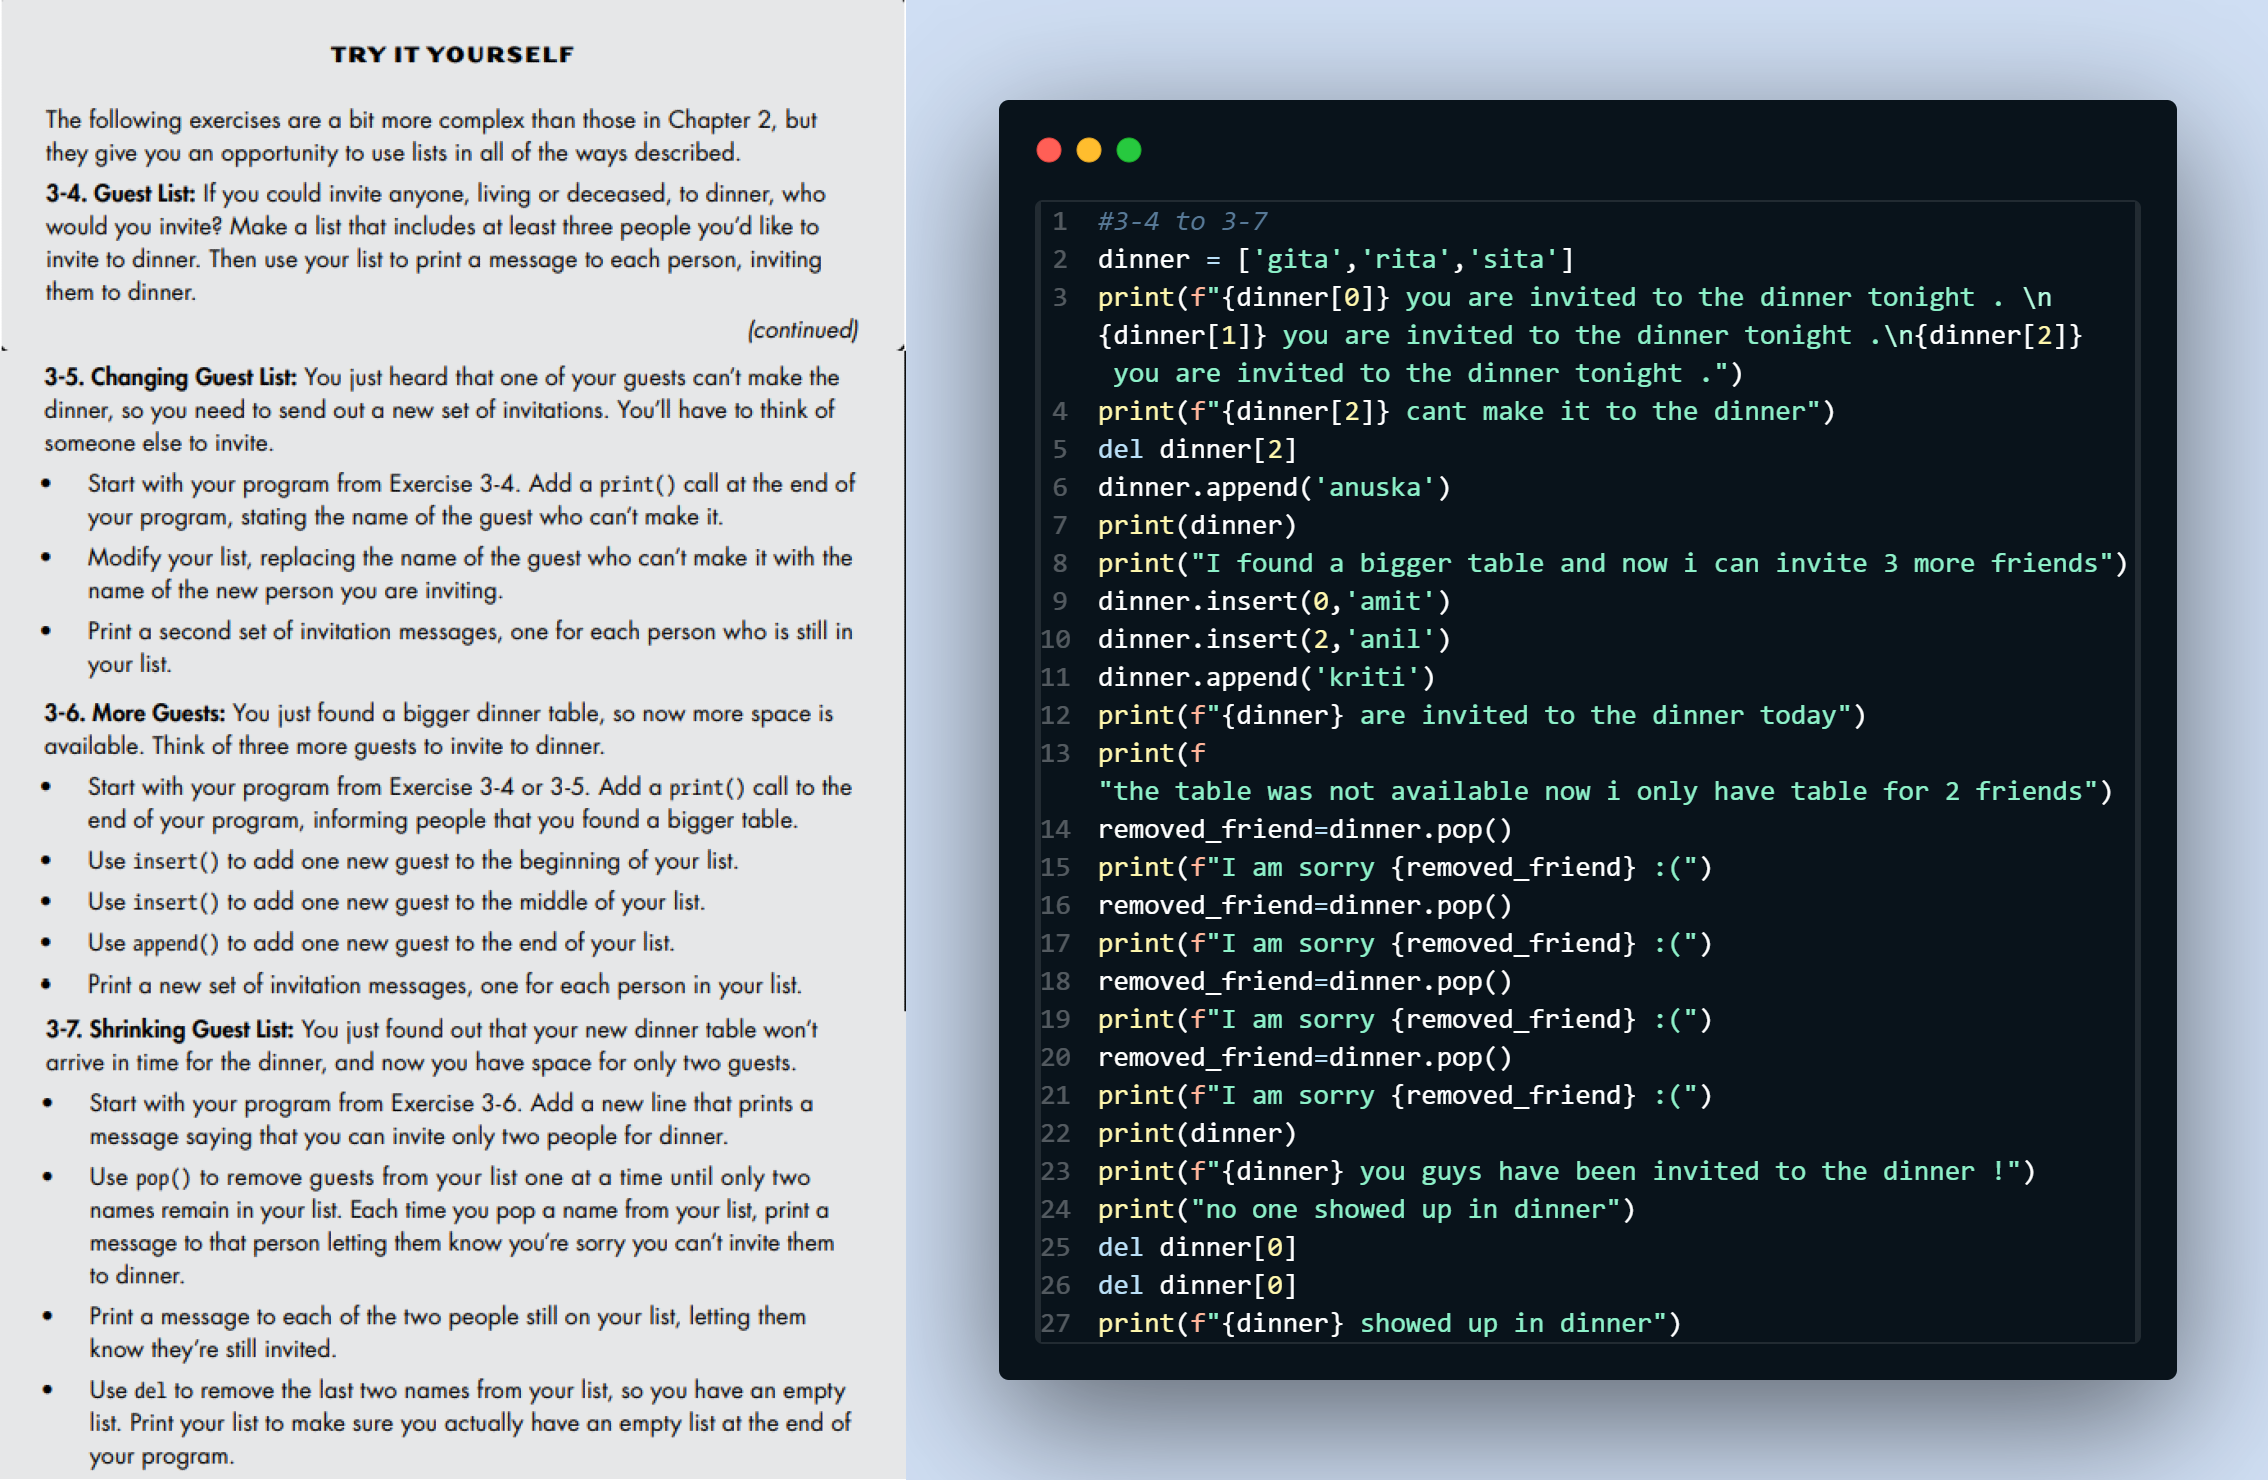 TRY IT YOURSELF
The following exercises are a bit more complex than those in Chapter 2, but
they give you an opportunity to use lists in all of the ways described.
3-4. Guest List: If you could invite anyone, living or deceased, to dinner, who
would you invite? Make a list that includes at least three people you’d like to
invite to dinner. Then use your list to print a message to each person, inviting
them to dinner.
(continued)
3-5. Changing Guest List: You just heard that one of your guests can’t make the
dinner, so you need to send out a new set of invitations. You’ll have to think of
someone else to invite.
• Start with your program from Exercise 3-4. Add a print() call at the end of
your program, stating the name of the guest who can’t make it.
• Modify your list, replacing the name of the guest who can’t make it with the
name of the new person you are inviting.
• Print a second set of invitation messages, one for each person who is still in
your list.
3-6. More Guests: You just found a bigger dinner table, so now more space is
available. Think of three more guests to invite to dinner.
• Start with your program from Exercise 3-4 or 3-5. Add a print() call to the
end of your program, informing people that you found a bigger table.
• Use insert() to add one new guest to the beginning of your list.
• Use insert() to add one new guest to the middle of your list.
• Use append() to add one new guest to the end of your list.
• Print a new set of invitation messages, one for each person in your list.
3-7. Shrinking Guest List: You just found out that your new dinner table won’t
arrive in time for the dinner, and now you have space for only two guests.
• Start with your program from Exercise 3-6. Add a new line that prints a
message saying that you can invite only two people for dinner.
• Use pop() to remove guests from your list one at a time until only two
names remain in your list. Each time you pop a name from your list, print a
message to that person letting them know you’re sorry you can’t invite them
to dinner.
• Print a message to each of the two people still on your list, letting them
know they’re still invited.
• Use del to remove the last two names from your list, so you have an empty
list. Print your list to make sure you actually have an empty list at the end of
your program.
1 #3-4 to 3-7
2 dinner = ['gita','rita','sita']
3 print(f"{dinner[0]} you are invited to the dinner tonight . \n
{dinner[1]} you are invited to the dinner tonight .\n{dinner[2]}
you are invited to the dinner tonight .")
4 print(f"{dinner[2]} cant make it to the dinner")
5 del dinner[2]
6 dinner.append('anuska')
7 print(dinner)
8 print("I found a bigger table and now i can invite 3 more friends")
9 dinner.insert(0,'amit')
10 dinner.insert(2,'anil')
11 dinner.append('kriti')
12 print(f"{dinner} are invited to the dinner today")
13 print(f
"the table was not available now i only have table for 2 friends")
14 removed_friend=dinner.pop()
15 print(f"I am sorry {removed_friend} :(")
16 removed_friend=dinner.pop()
17 print(f"I am sorry {removed_friend} :(")
18 removed_friend=dinner.pop()
19 print(f"I am sorry {removed_friend} :(")
20 removed_friend=dinner.pop()
21 print(f"I am sorry {removed_friend} :(")
22 print(dinner)
23 print(f"{dinner} you guys have been invited to the dinner !")
24 print("no one showed up in dinner")
25 del dinner[0]
26 del dinner[0]
27 print(f"{dinner} showed up in dinner")